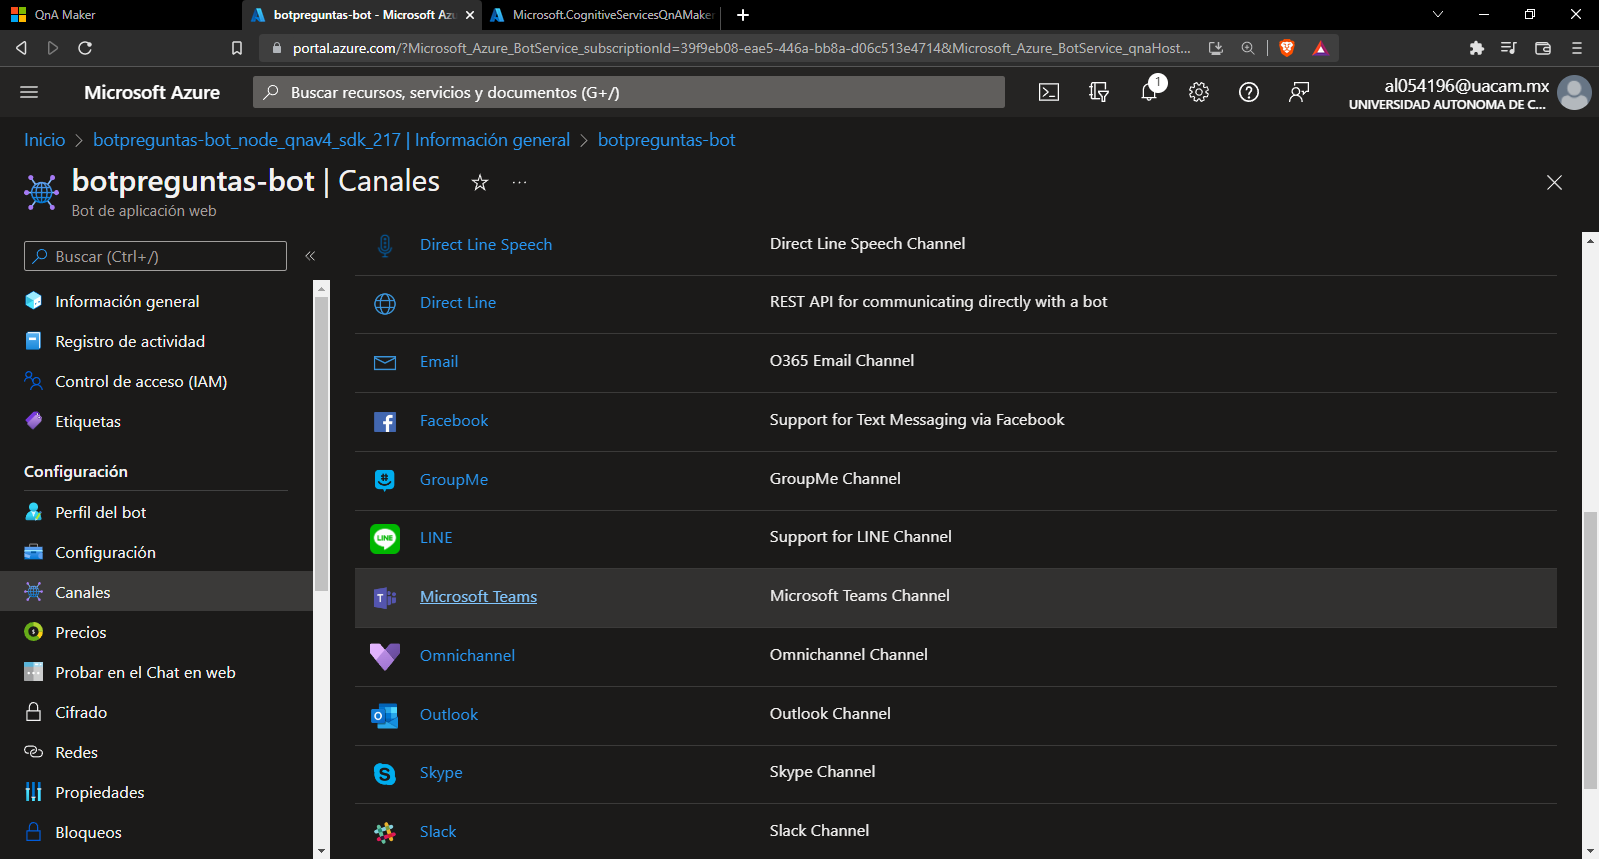 QnA Maker
botpreguntas-bot - Microsoft Azu
Microsoft.CognitiveServicesQnAMaker
portal.azure.com/?Microsoft_Azure_BotService_subscriptionId=39f9eb08-eae5-446a-bb8a-d06c513e4714&Microsoft_Azure_BotService_qnaHost...
Microsoft Azure
Buscar recursos, servicios y documentos (G+/)
1
al054196@uacam.mx
UNIVERSIDAD AUTONOMA DE C...
Inicio > botpreguntas-bot_node_qnav4_sdk_217 | Información general > botpreguntas-bot
botpreguntas-bot | Canales
Bot de aplicación web
Buscar (Ctrl+/)
Información general
Registro de actividad
Control de acceso (IAM)
Etiquetas
Configuración
Perfil del bot
Configuración
Canales
Precios
Probar en el Chat en web
Cifrado
Redes
Propiedades
Bloqueos
Direct Line Speech Direct Line Speech Channel
Direct Line REST API for communicating directly with a bot
Email O365 Email Channel
Facebook Support for Text Messaging via Facebook
GroupMe GroupMe Channel
LINE LINE Support for LINE Channel
Microsoft Teams Microsoft Teams Channel
Omnichannel Omnichannel Channel
Outlook Outlook Channel
Skype Skype Channel
Slack Slack Channel